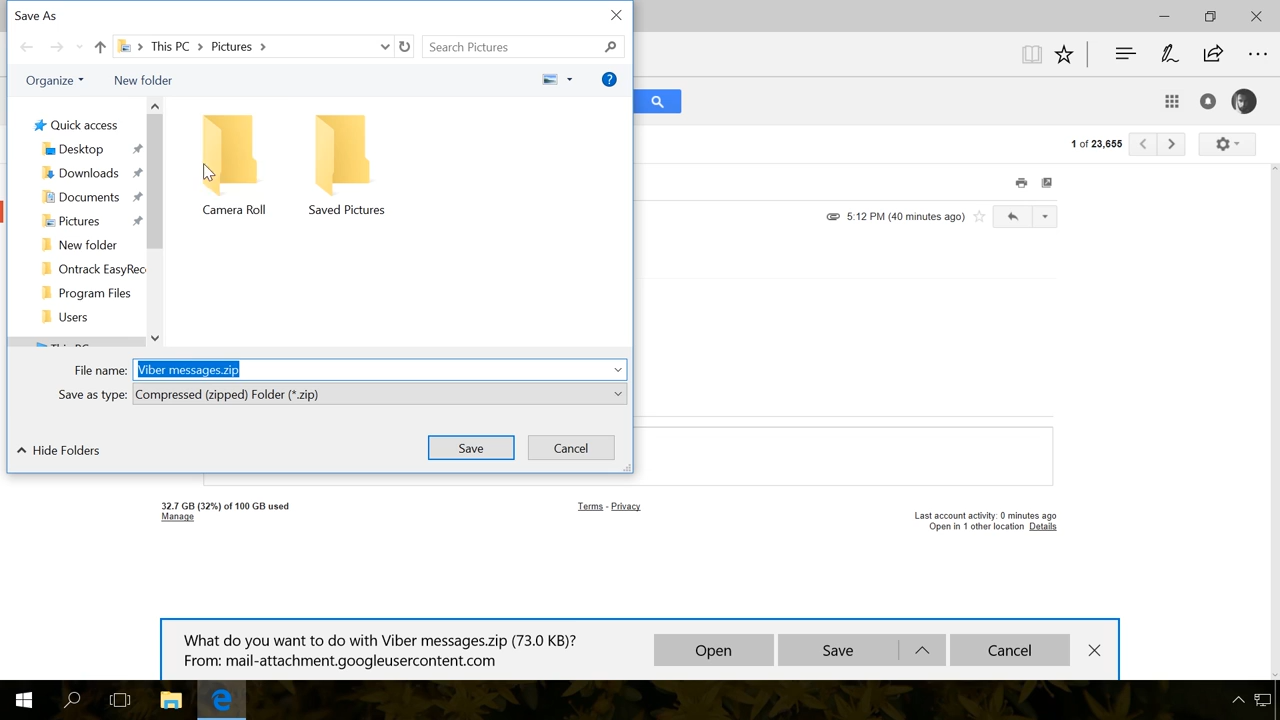 Save As
This PC
Pictures
Search Pictures
Organize
New folder
?
Quick access
Desktop
Downloads
Documents
Pictures
New folder
Ontrack EasyReco
Program Files
Users
This PC
Camera Roll
Saved Pictures
File name:
Viber messages.zip
Save as type:
Compressed (zipped) Folder (*.zip)
Hide Folders
Save
Cancel
1 of 23,655
5:12 PM (40 minutes ago)
32.7 GB (32%) of 100 GB used
Manage
Terms - Privacy
Last account activity: 0 minutes ago
Open in 1 other location Details
What do you want to do with Viber messages.zip (73.0 KB)?
From: mail-attachment.googleusercontent.com
Open
Save
Cancel